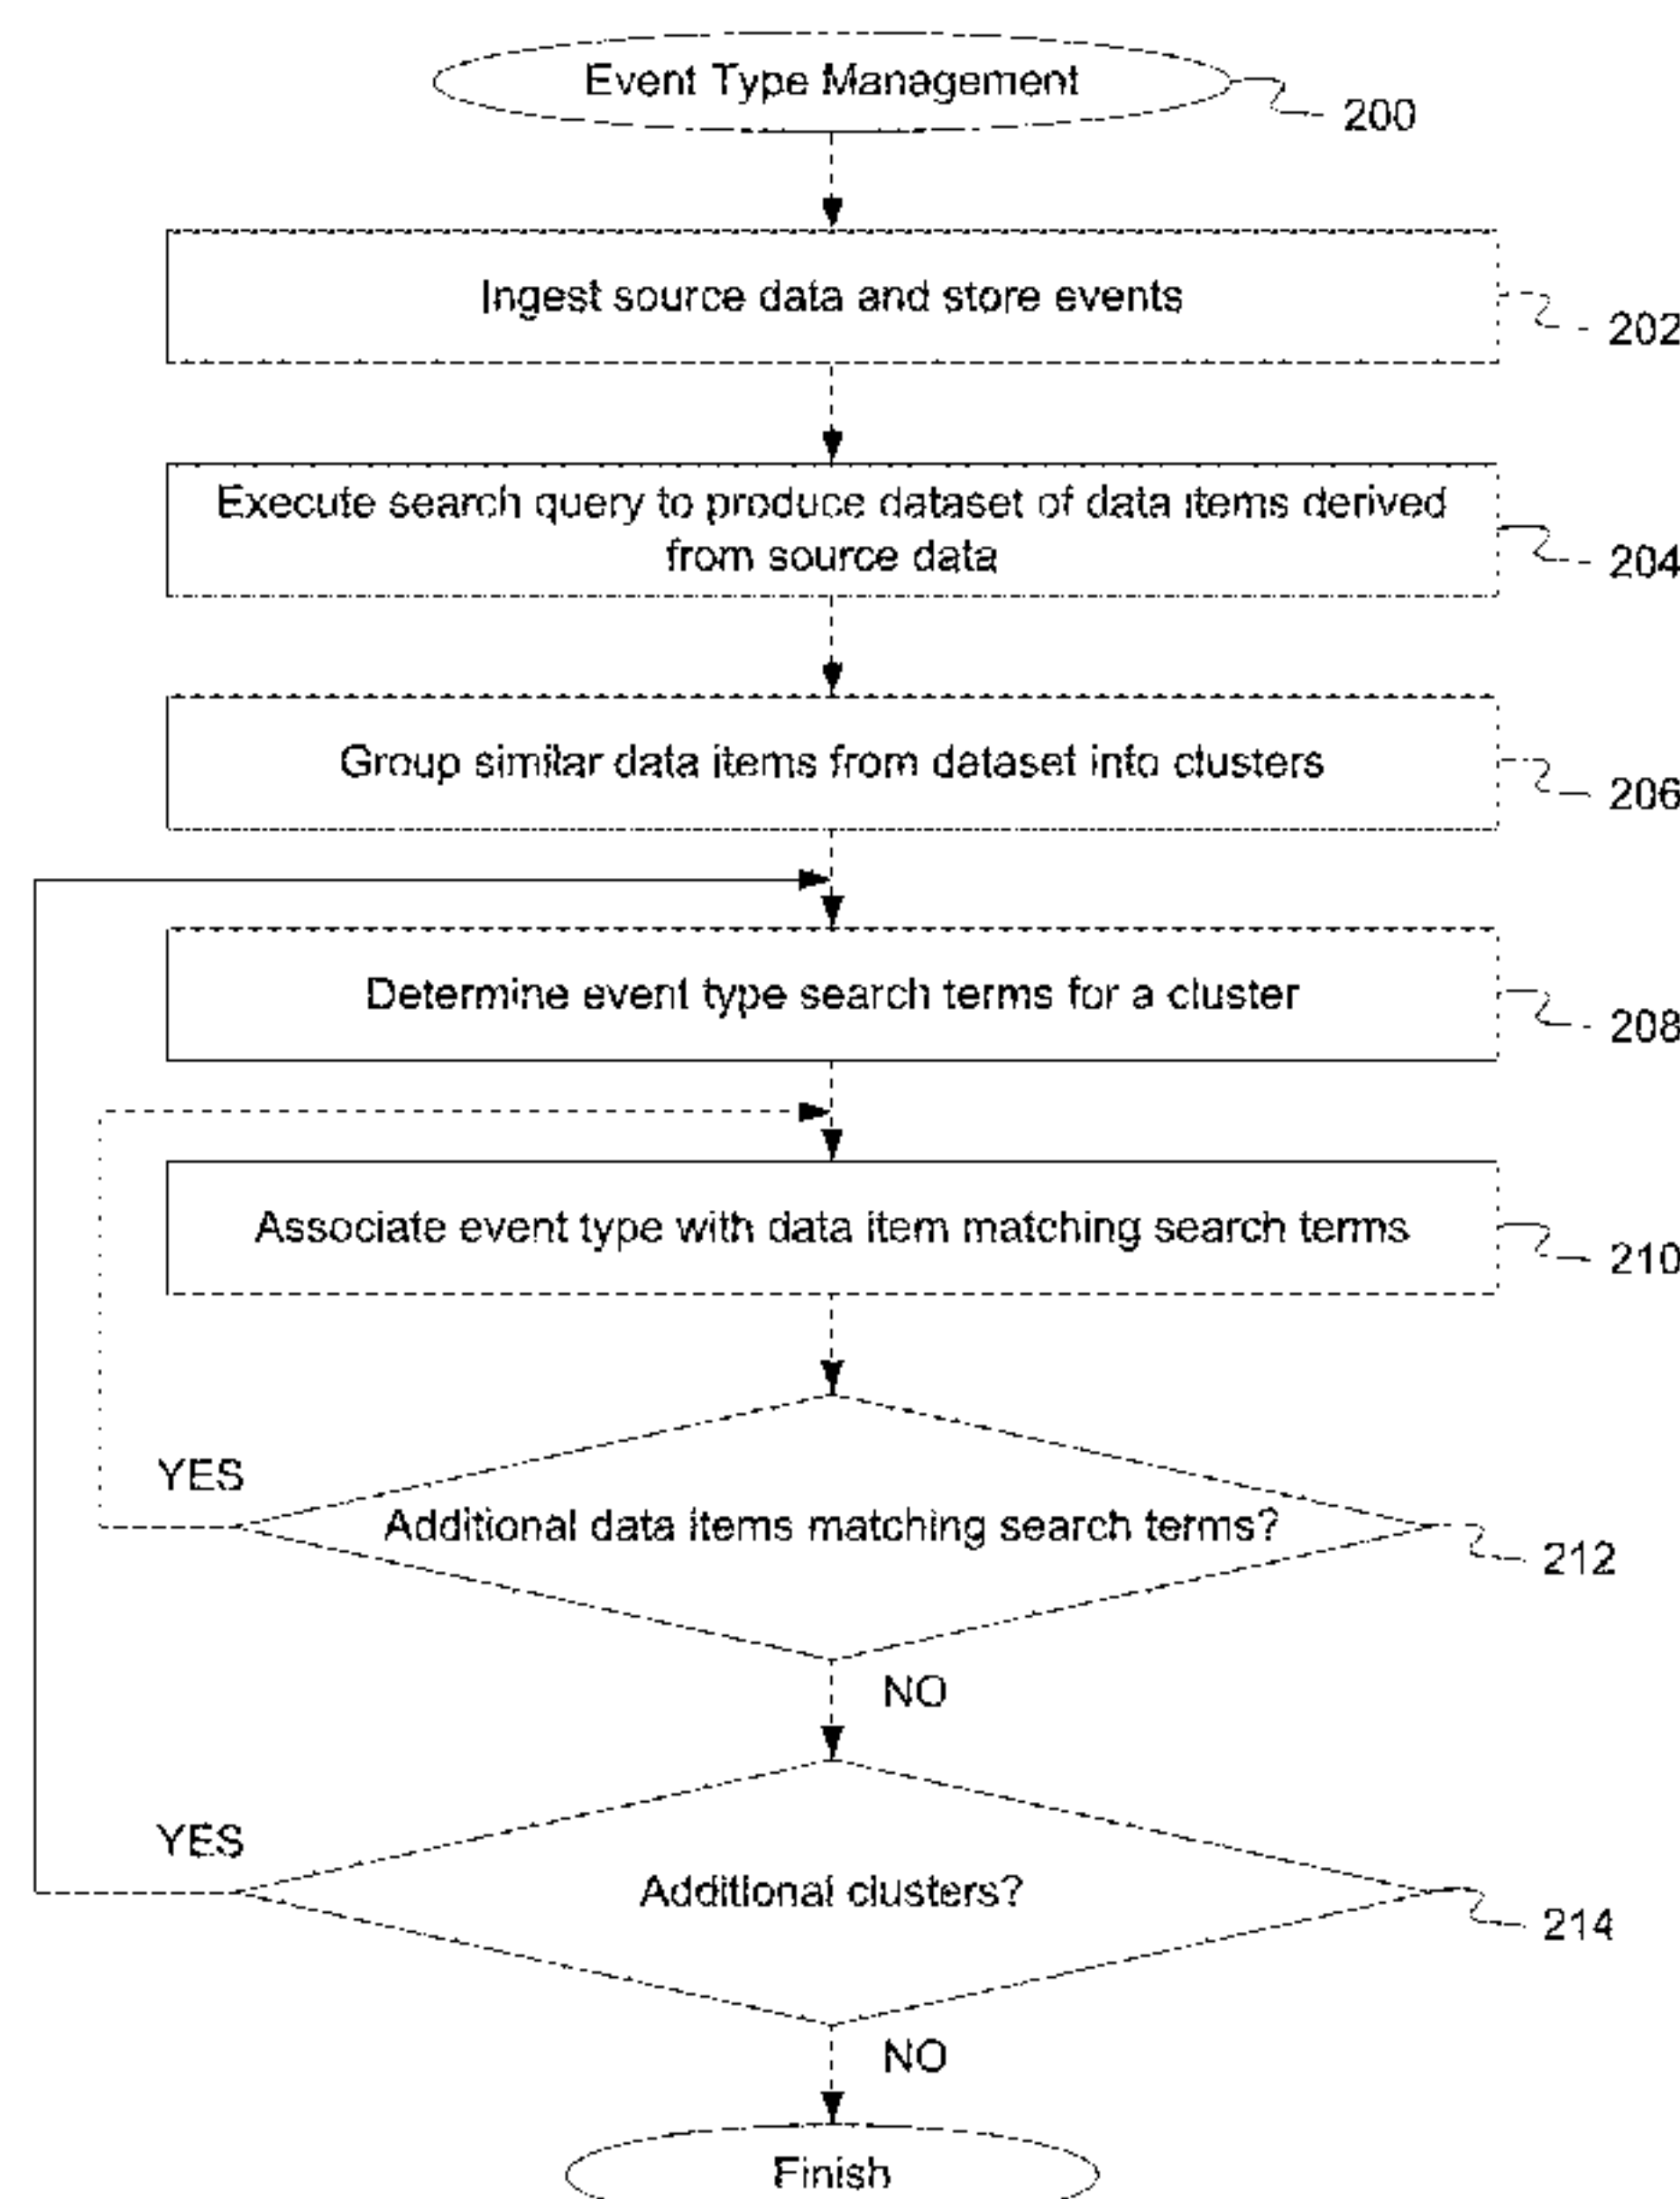 Event Type Management
200
Ingest source data and store events
202
Execute search query to produce dataset of data items derived
from source data
204
Group similar data items from dataset into clusters
206
Determine event type search terms for a cluster
208
Associate event type with data item matching search terms
210
YES
Additional data items matching search terms?
212
NO
YES
Additional clusters?
214
NO
Finish